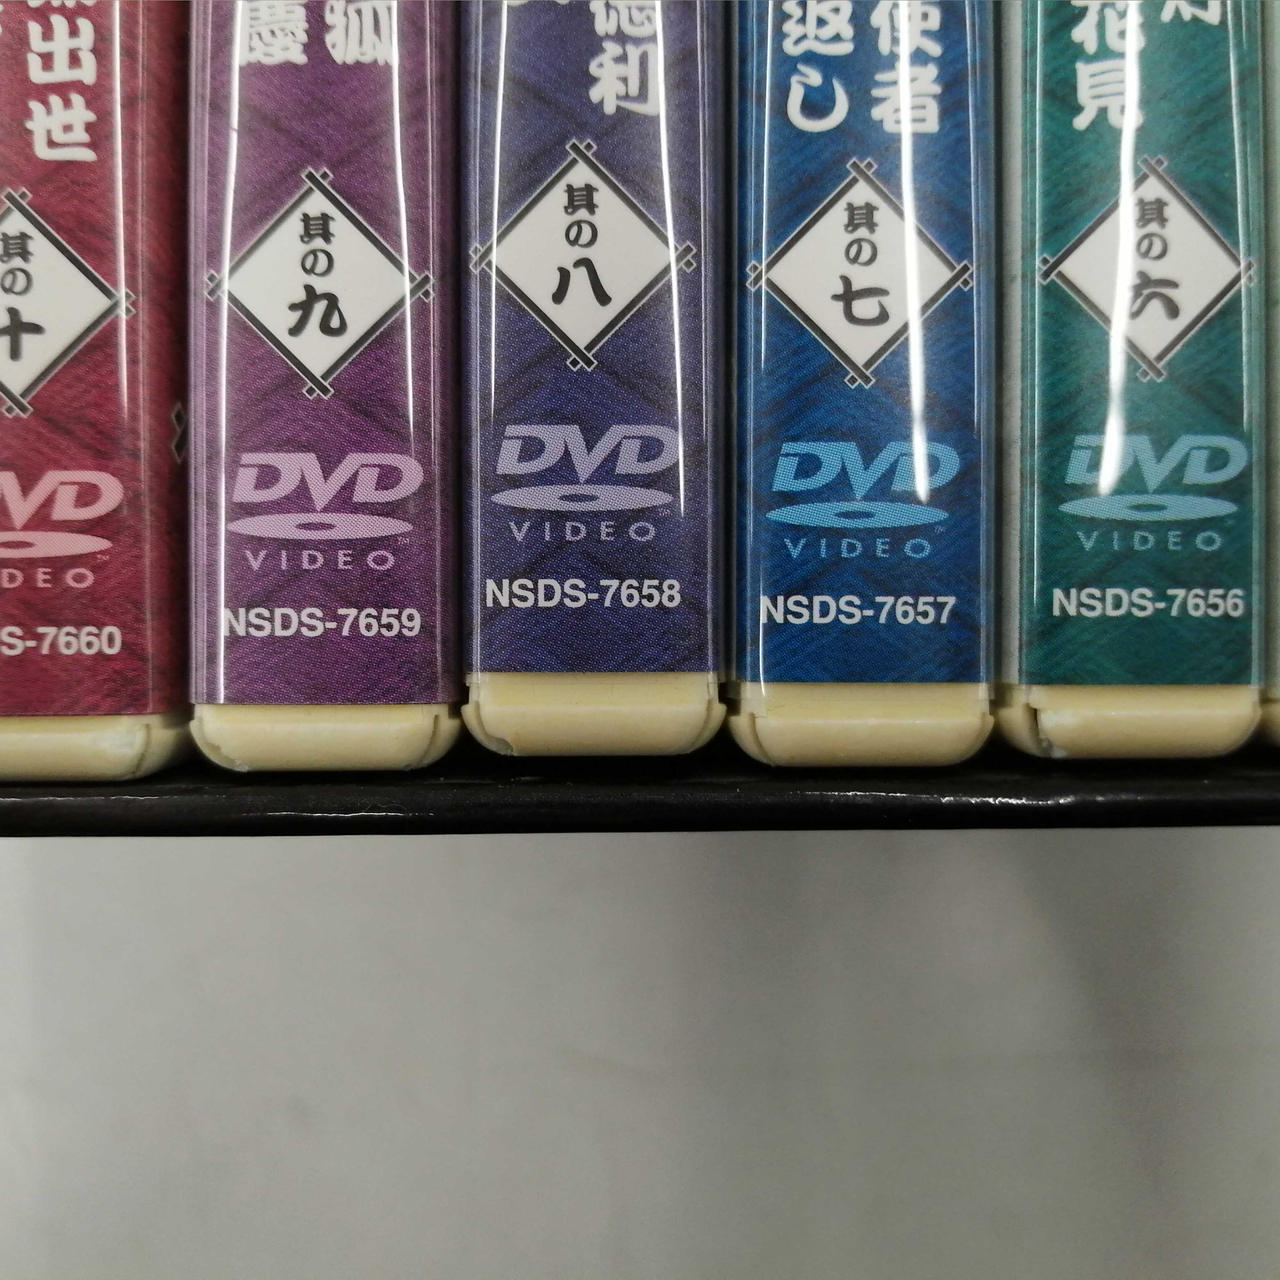 出世
其の
十
DVD
VIDEO
S-7660
狐
慶
其の
九
DVD
VIDEO
NSDS-7659
徳利
其の
八
DVD
VIDEO
NSDS-7658
使者
返し
其の
七
DVD
VIDEO
NSDS-7657
花見
其の
六
DVD
VIDEO
NSDS-7656